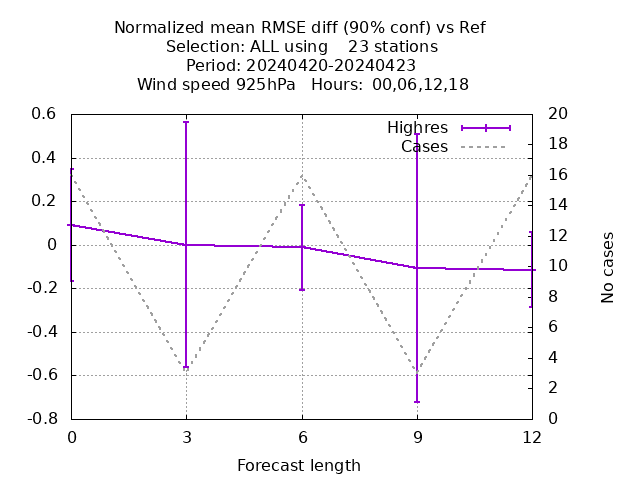 Normalized mean RMSE diff (90% conf) vs Ref
Selection: ALL using    23 stations
Period: 20240420-20240423
Wind speed 925hPa   Hours:  00,06,12,18
Highres
Cases
0.6
0.4
0.2
0
-0.2
-0.4
-0.6
-0.8
20
18
16
14
12
10
8
6
4
2
0
No cases
0 3 6 9 12
Forecast length